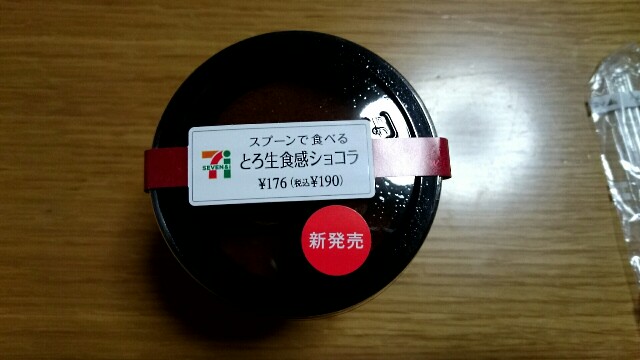 スプーンで食べる
とろ生食感ショコラ
SEVEN&i
¥176(税込¥190)
新発売